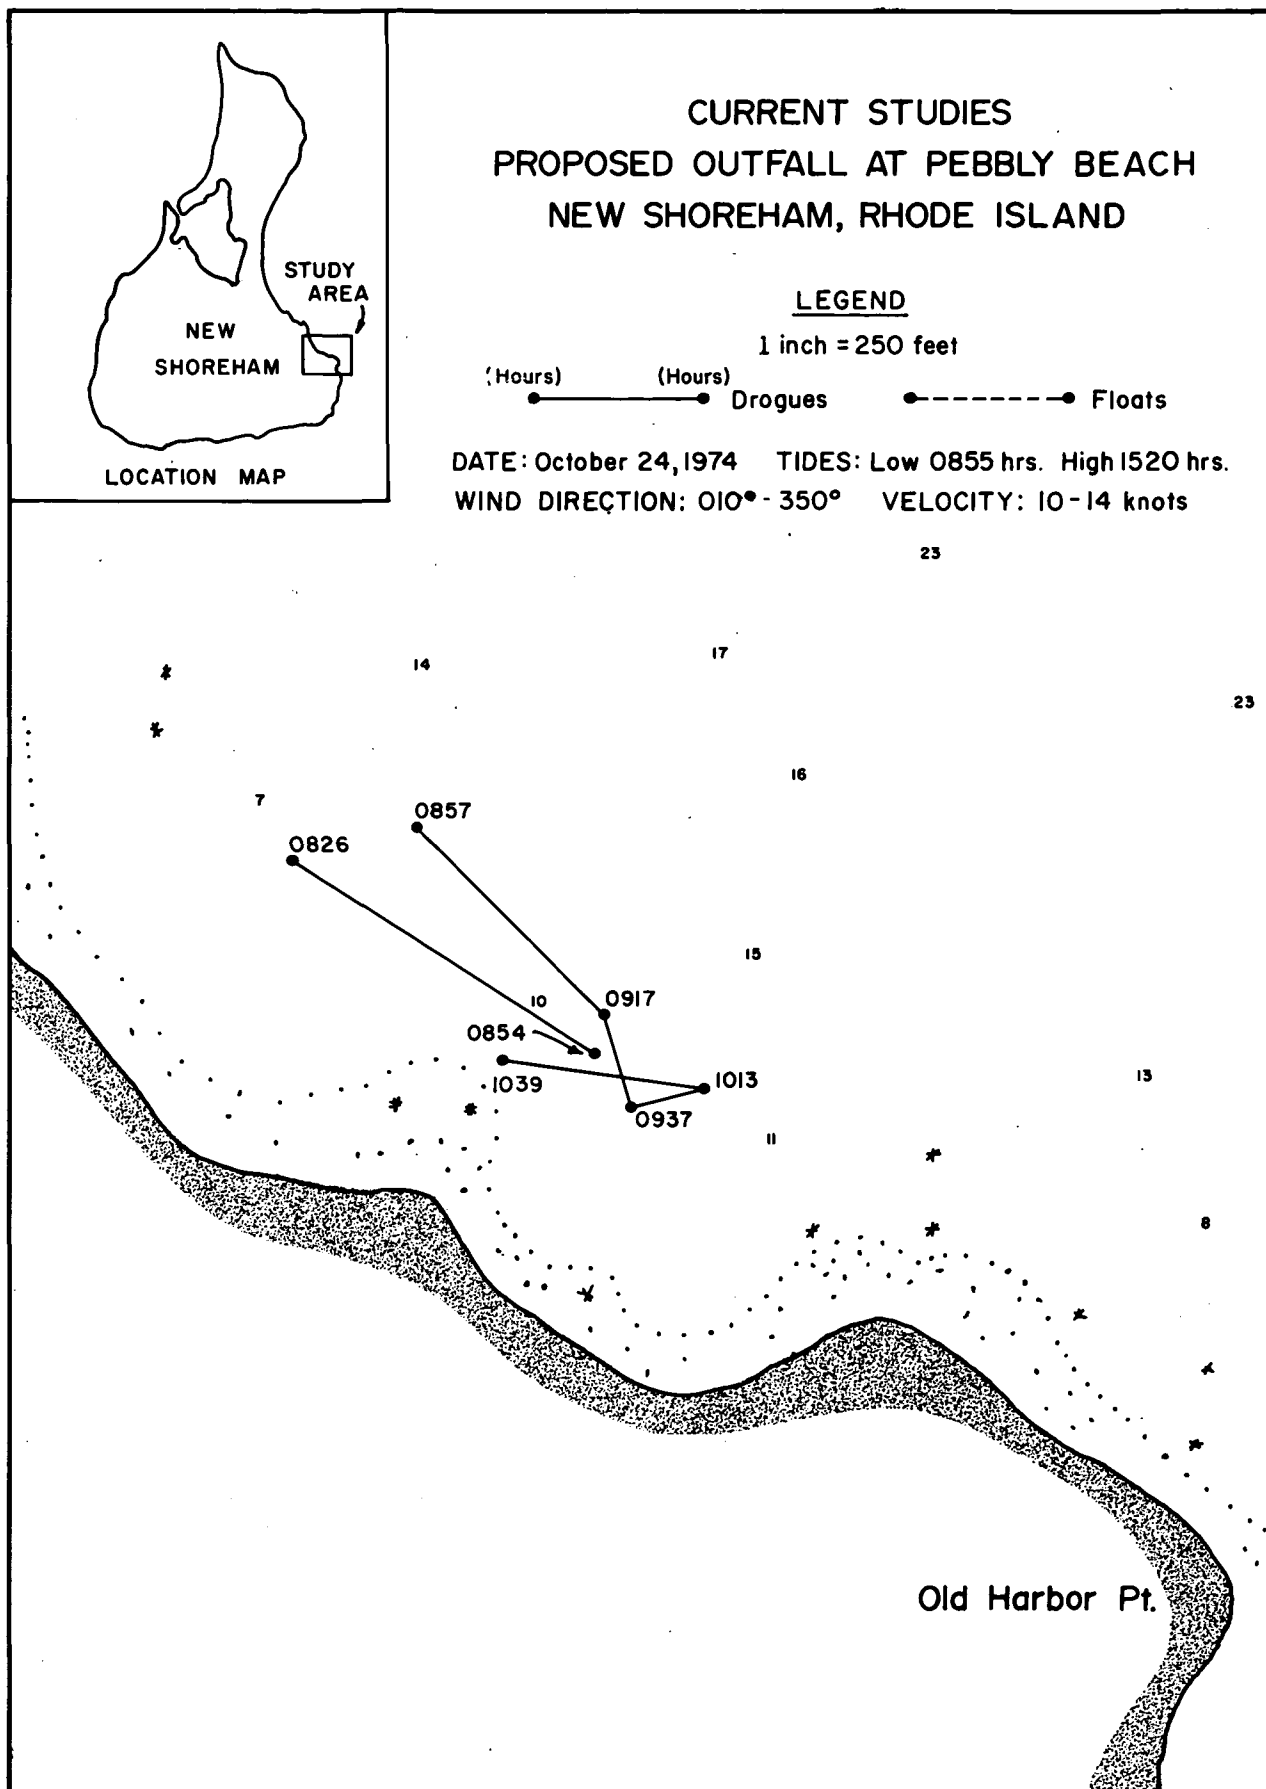 CURRENT STUDIES
PROPOSED OUTFALL AT PEBBLY BEACH
NEW SHOREHAM, RHODE ISLAND
STUDY
AREA
NEW
SHOREHAM
LOCATION MAP
LEGEND
1 inch = 250 feet
(Hours) (Hours) Drogues Floats
DATE: October 24, 1974 TIDES: Low 0855 hrs. High 1520 hrs.
WIND DIRECTION: 010° - 350° VELOCITY: 10-14 knots
23
17
14
23
16
7
0857
0826
15
10
0917
0854
1039
1013
13
0937
11
8
Old Harbor Pt.